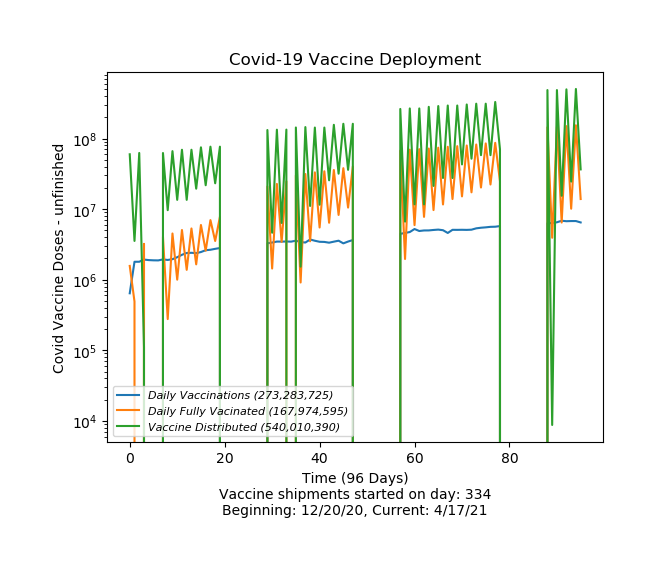 Covid-19 Vaccine Deployment
Covid Vaccine Doses - unfinished
10^8
10^7
10^6
10^5
10^4
Daily Vaccinations (273,283,725)
Daily Fully Vacinated (167,974,595)
Vaccine Distributed (540,010,390)
0 20 40 60 80
Time (96 Days)
Vaccine shipments started on day: 334
Beginning: 12/20/20, Current: 4/17/21